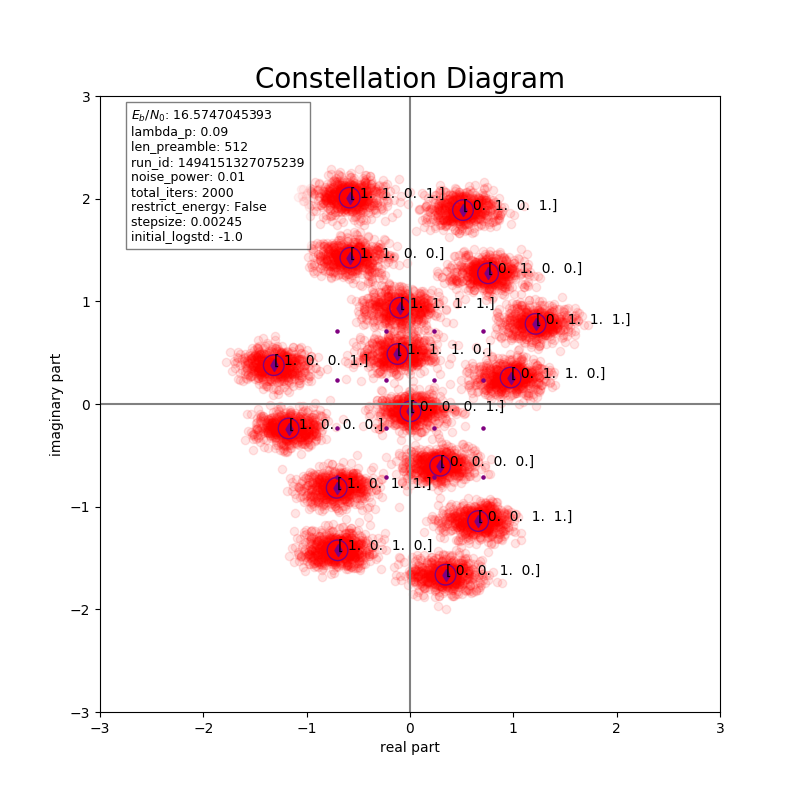 Constellation Diagram
E_b/N_0: 16.5747045393
lambda_p: 0.09
len_preamble: 512
run_id: 1494151327075239
noise_power: 0.01
total_iters: 2000
restrict_energy: False
stepsize: 0.00245
initial_logstd: -1.0
[ 1. 1. 0. 1.]
[ 0. 1. 0. 1.]
[ 1. 1. 0. 0.]
[ 0. 1. 0. 0.]
[ 1. 1. 1. 1.]
[ 0. 1. 1. 1.]
[ 1. 1. 1. 0.]
[ 1. 0. 0. 1.]
[ 0. 1. 1. 0.]
[ 0. 0. 0. 1.]
[ 1. 0. 0. 0.]
[ 0. 0. 0. 0.]
[ 1. 0. 1. 1.]
[ 0. 0. 1. 1.]
[ 1. 0. 1. 0.]
[ 0. 0. 1. 0.]
3
2
1
0
−1
−2
−3
imaginary part
−3 −2 −1 0 1 2 3
real part